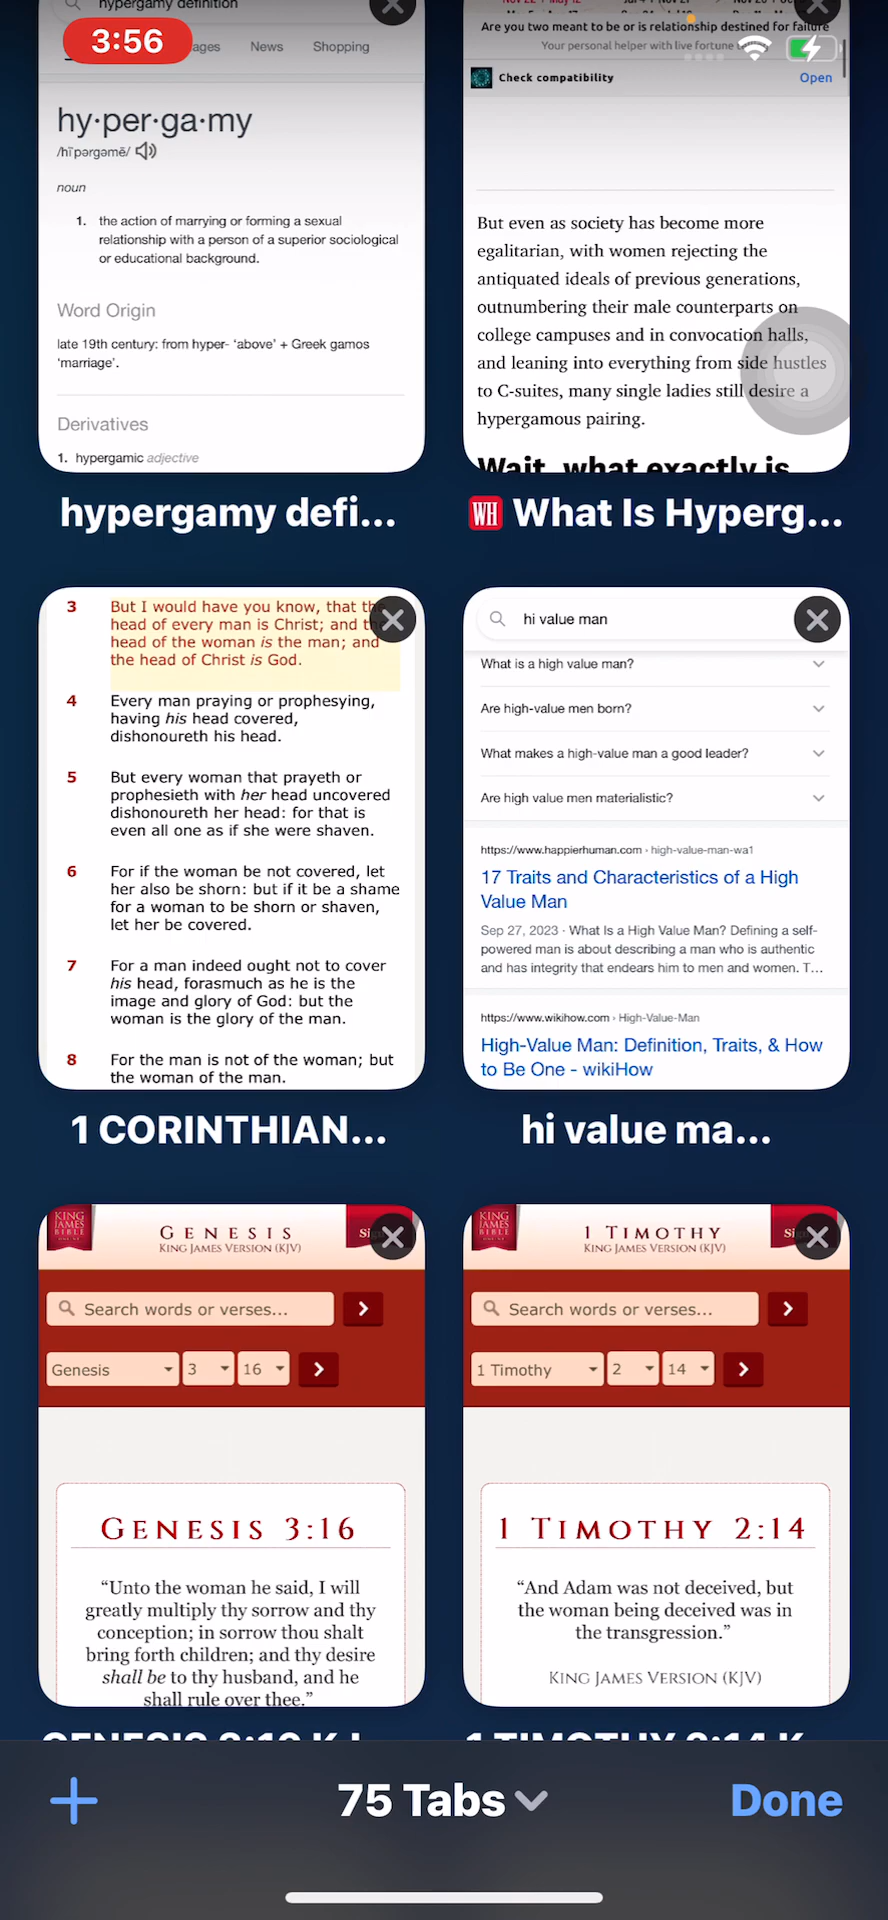 hypergamy definition
3:56
ages
News
Shopping
hy·per·ga·my
/hīˈpərgəmē/
noun
1. the action of marrying or forming a sexual
relationship with a person of a superior sociological
or educational background.
Word Origin
late 19th century: from hyper- ‘above’ + Greek gamos
‘marriage’.
Derivatives
1. hypergamic adjective
hypergamy defi...
Are you two meant to be or is relationship destined for failure
Your personal helper with live fortune
Check compatibility
Open
But even as society has become more
egalitarian, with women rejecting the
antiquated ideals of previous generations,
outnumbering their male counterparts on
college campuses and in convocation halls,
and leaning into everything from side hustles
to C-suites, many single ladies still desire a
hypergamous pairing.
Wait, what exactly is
WH What Is Hyperg...
3 But I would have you know, that the
head of every man is Christ; and the
head of the woman is the man; and
the head of Christ is God.
4 Every man praying or prophesying,
having his head covered,
dishonoureth his head.
5 But every woman that prayeth or
prophesieth with her head uncovered
dishonoureth her head: for that is
even all one as if she were shaven.
6 For if the woman be not covered, let
her also be shorn: but if it be a shame
for a woman to be shorn or shaven,
let her be covered.
7 For a man indeed ought not to cover
his head, forasmuch as he is the
image and glory of God: but the
woman is the glory of the man.
8 For the man is not of the woman; but
the woman of the man.
1 CORINTHIAN...
hi value man
What is a high value man?
Are high-value men born?
What makes a high-value man a good leader?
Are high value men materialistic?
https://www.happierhuman.com › high-value-man-wa1
17 Traits and Characteristics of a High
Value Man
Sep 27, 2023 · What Is a High Value Man? Defining a self-
powered man is about describing a man who is authentic
and has integrity that endears him to men and women. T...
https://www.wikihow.com › High-Value-Man
High-Value Man: Definition, Traits, & How
to Be One - wikiHow
hi value ma...
KING
JAMES
BIBLE
GENESIS
KING JAMES VERSION (KJV)
Search words or verses...
Genesis 3 16
GENESIS 3:16
“Unto the woman he said, I will
greatly multiply thy sorrow and thy
conception; in sorrow thou shalt
bring forth children; and thy desire
shall be to thy husband, and he
shall rule over thee.”
KING
JAMES
BIBLE
1 TIMOTHY
KING JAMES VERSION (KJV)
Search words or verses...
1 Timothy 2 14
1 TIMOTHY 2:14
“And Adam was not deceived, but
the woman being deceived was in
the transgression.”
KING JAMES VERSION (KJV)
75 Tabs
Done